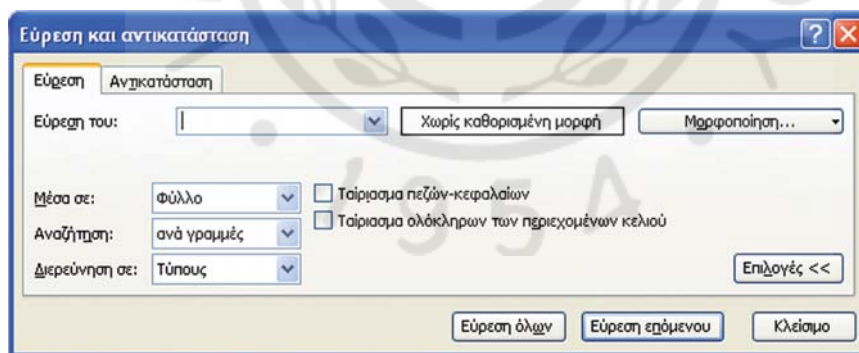 Εύρεση και αντικατάσταση
Εύρεση Αντικατάσταση
Εύρεση του: Χωρίς καθορισμένη μορφή Μορφοποίηση...
Μέσα σε: Φύλλο Ταίριασμα πεζών-κεφαλαίων
Αναζήτηση: ανά γραμμές Ταίριασμα ολόκληρων των περιεχομένων κελιού
Διερεύνηση σε: Τύπους Επιλογές <<
Εύρεση όλων Εύρεση επόμενου Κλείσιμο
1954